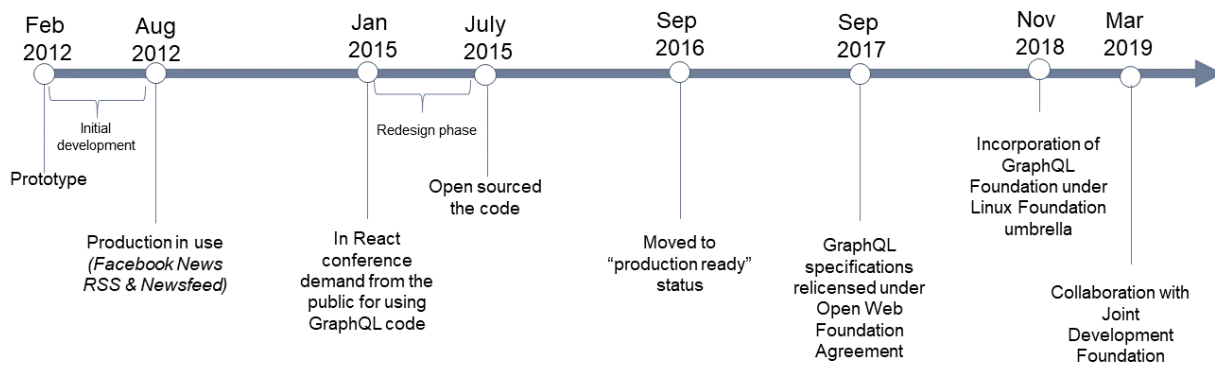 Feb
2012
Aug
2012
Jan
2015
July
2015
Sep
2016
Sep
2017
Nov
2018
Mar
2019
Initial
development
Redesign phase
Prototype
Production in use
(Facebook News
RSS & Newsfeed)
In React
conference
demand from the
public for using
GraphQL code
Open sourced
the code
Moved to
“production ready”
status
GraphQL
specifications
relicensed under
Open Web
Foundation
Agreement
Incorporation of
GraphQL
Foundation under
Linux Foundation
umbrella
Collaboration with
Joint
Development
Foundation